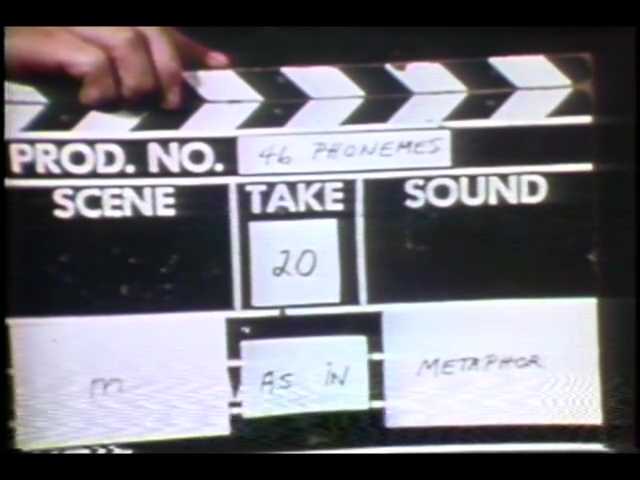 PROD. NO. 46 PHONEMES
SCENE TAKE SOUND
20
m AS IN METAPHOR